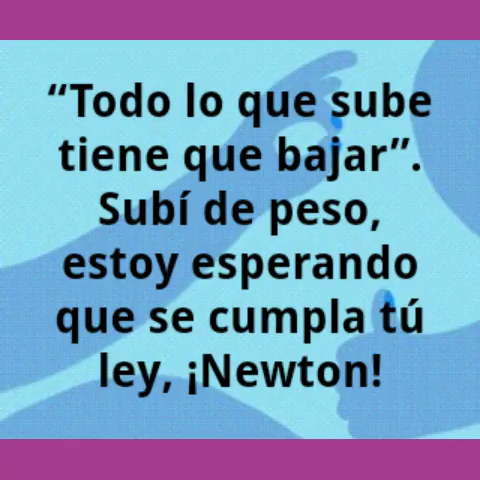 “Todo lo que sube
tiene que bajar”.
Subí de peso,
estoy esperando
que se cumpla tú
ley, ¡Newton!